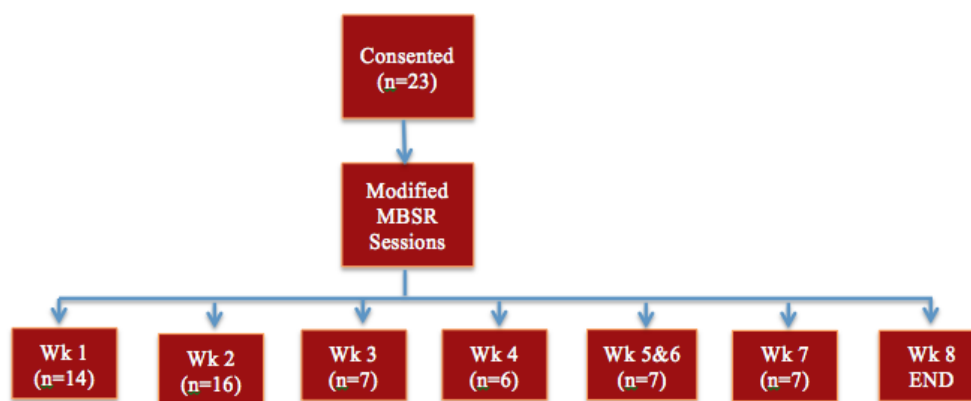 Consented
(n=23)
Modified
MBSR
Sessions
Wk 1
(n=14)
Wk 2
(n=16)
Wk 3
(n=7)
Wk 4
(n=6)
Wk 5&6
(n=7)
Wk 7
(n=7)
Wk 8
END